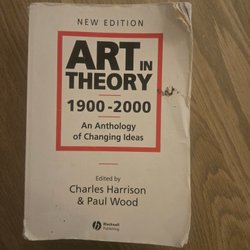 NEW EDITION
ART IN
THEORY
1900-2000
An Anthology
of Changing Ideas
Edited by
Charles Harrison
& Paul Wood
Blackwell
Publishing